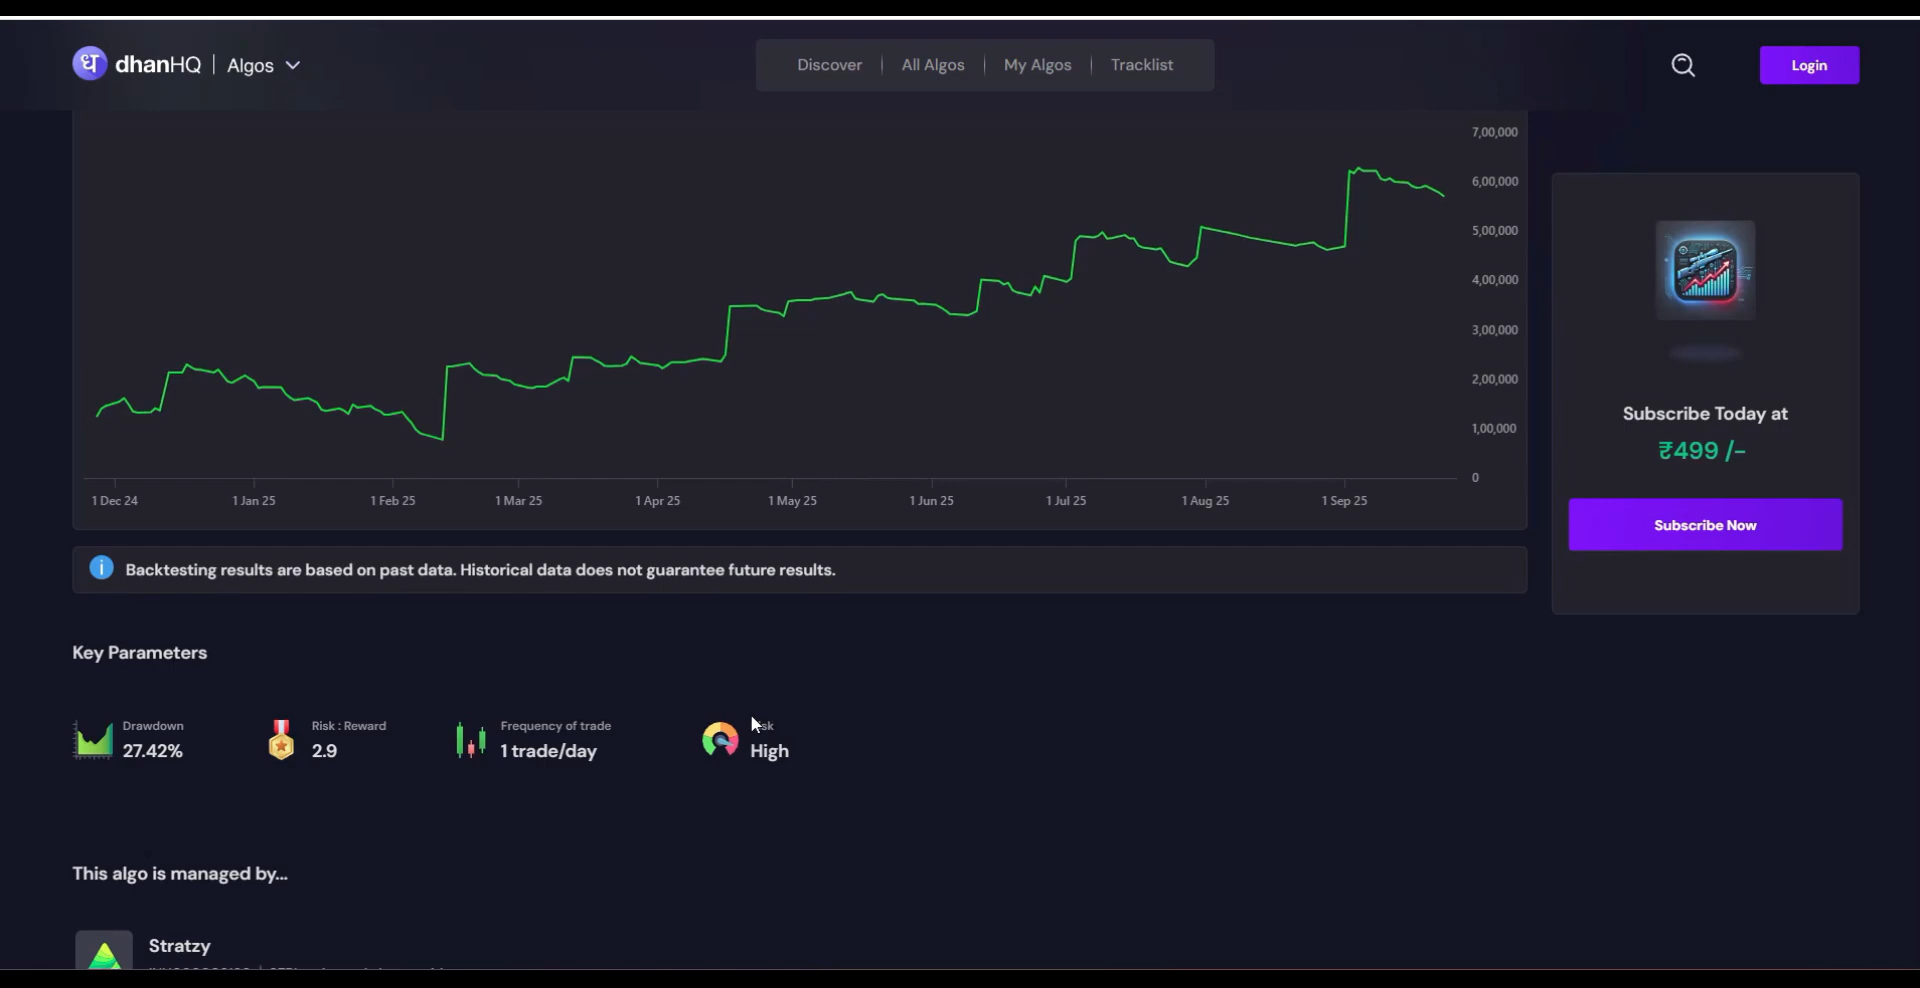 ध dhanHQ | Algos
Discover | All Algos | My Algos | Tracklist
Login
7,00,000
6,00,000
5,00,000
4,00,000
3,00,000
2,00,000
1,00,000
0
1 Dec 24 1 Jan 25 1 Feb 25 1 Mar 25 1 Apr 25 1 May 25 1 Jun 25 1 Jul 25 1 Aug 25 1 Sep 25
Subscribe Today at
₹499 /-
Subscribe Now
Backtesting results are based on past data. Historical data does not guarantee future results.
Key Parameters
Drawdown
27.42%
Risk : Reward
2.9
Frequency of trade
1 trade/day
High
This algo is managed by...
Stratzy